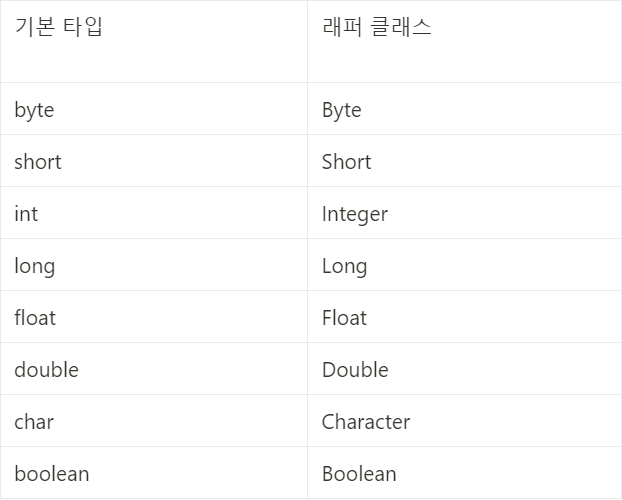 기본 타입 래퍼 클래스
byte Byte
short Short
int Integer
long Long
float Float
double Double
char Character
boolean Boolean